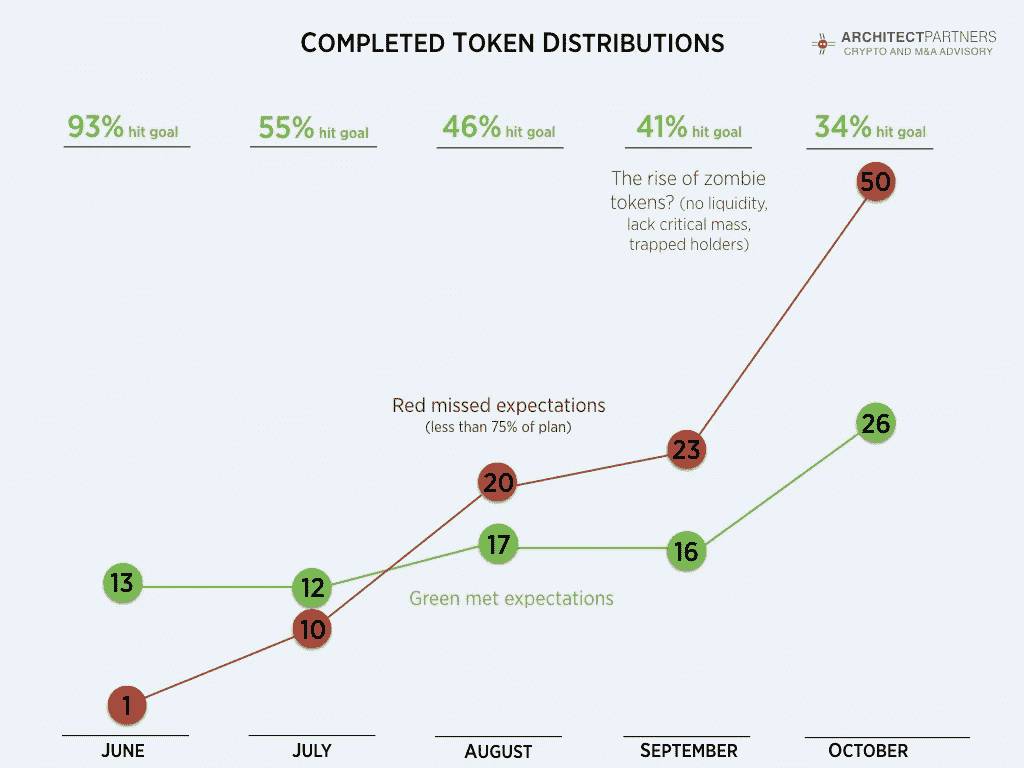 COMPLETED TOKEN DISTRIBUTIONS
ARCHITECTPARTNERS
CRYPTO AND M&A ADVISORY
93% hit goal
55% hit goal
46% hit goal
41% hit goal
34% hit goal
The rise of zombie
tokens? (no liquidity,
lack critical mass,
trapped holders)
50
Red missed expectations
(less than 75% of plan)
26
23
20
17
16
13
12
Green met expectations
10
1
JUNE
JULY
AUGUST
SEPTEMBER
OCTOBER